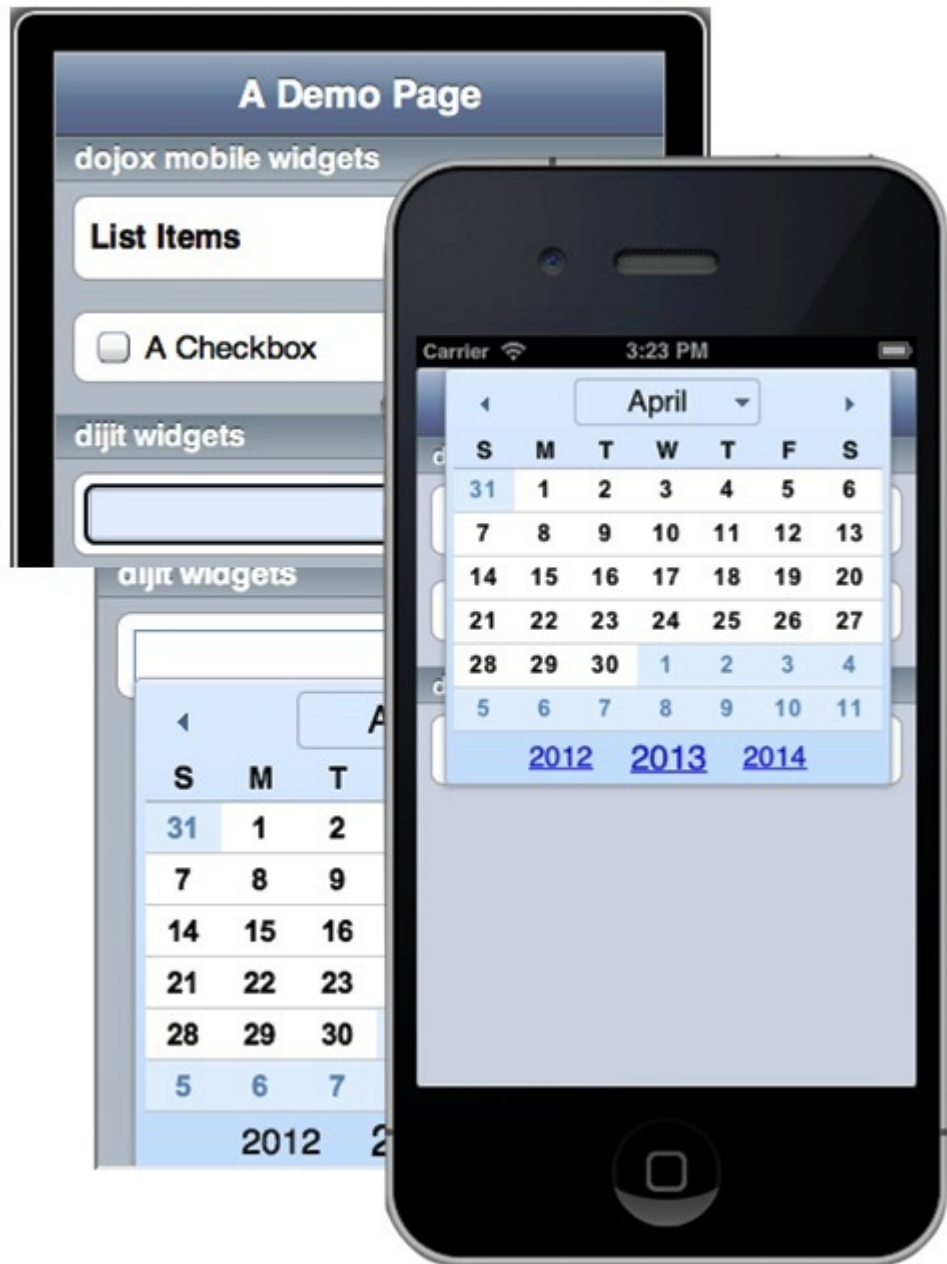 A Demo Page
dojox mobile widgets
List Items
A Checkbox
dijit widgets
dijit widgets
S M T
31 1 2
7 8 9
14 15 16
21 22 23
28 29 30
5 6 7
2012
Carrier 3:23 PM
April
S M T W T F S
31 1 2 3 4 5 6
7 8 9 10 11 12 13
14 15 16 17 18 19 20
21 22 23 24 25 26 27
28 29 30 1 2 3 4
5 6 7 8 9 10 11
2012 2013 2014